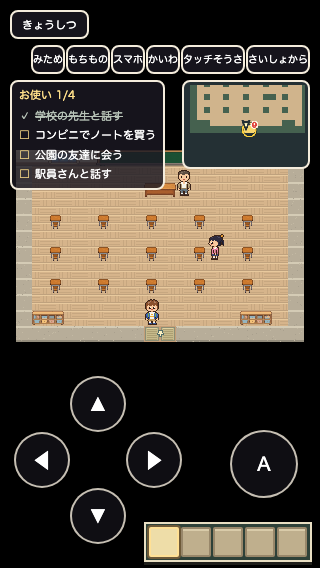 きょうしつ
みため もちもの スマホ かいわ タッチそうさ さいしょから
お使い 1/4
✓ 学校の先生と話す
□ コンビニでノートを買う
□ 公園の友達に会う
□ 駅員さんと話す
A